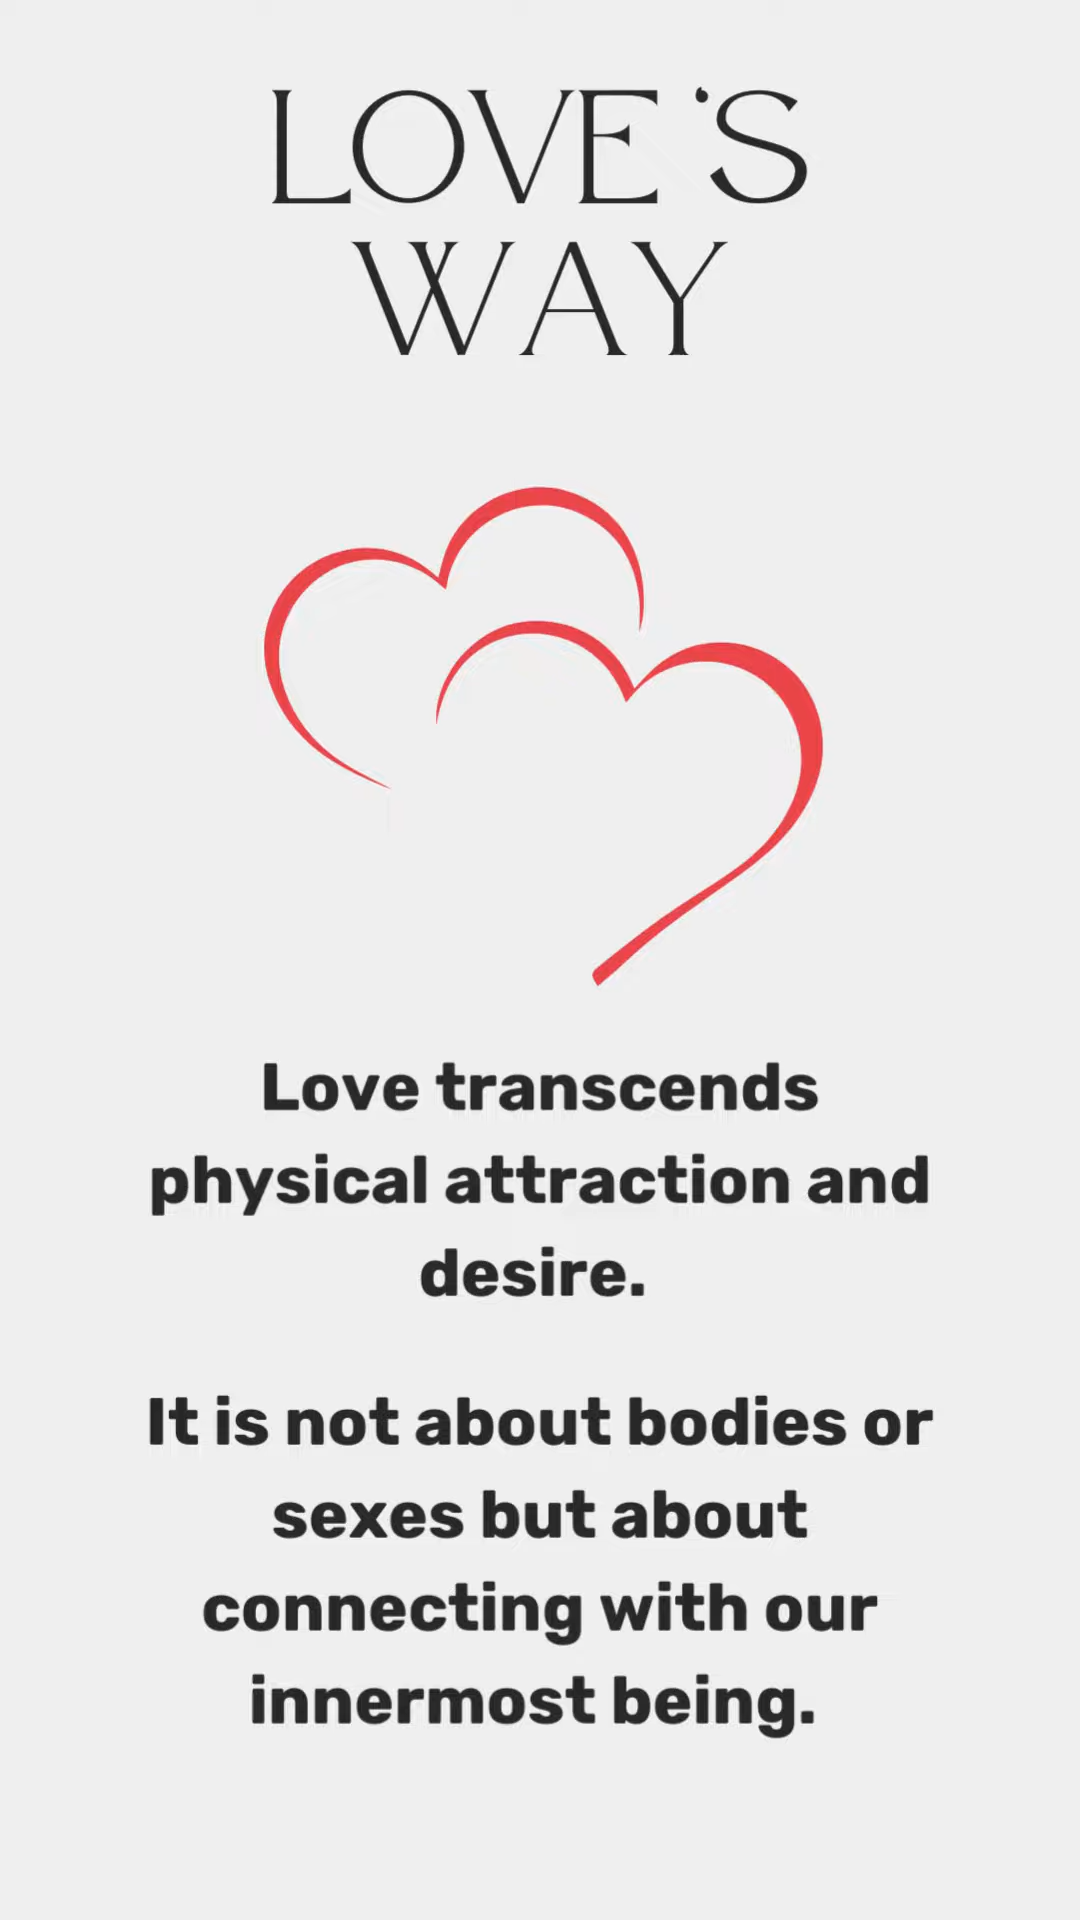 LOVE'S
WAY
Love transcends
physical attraction and
desire.
It is not about bodies or
sexes but about
connecting with our
innermost being.